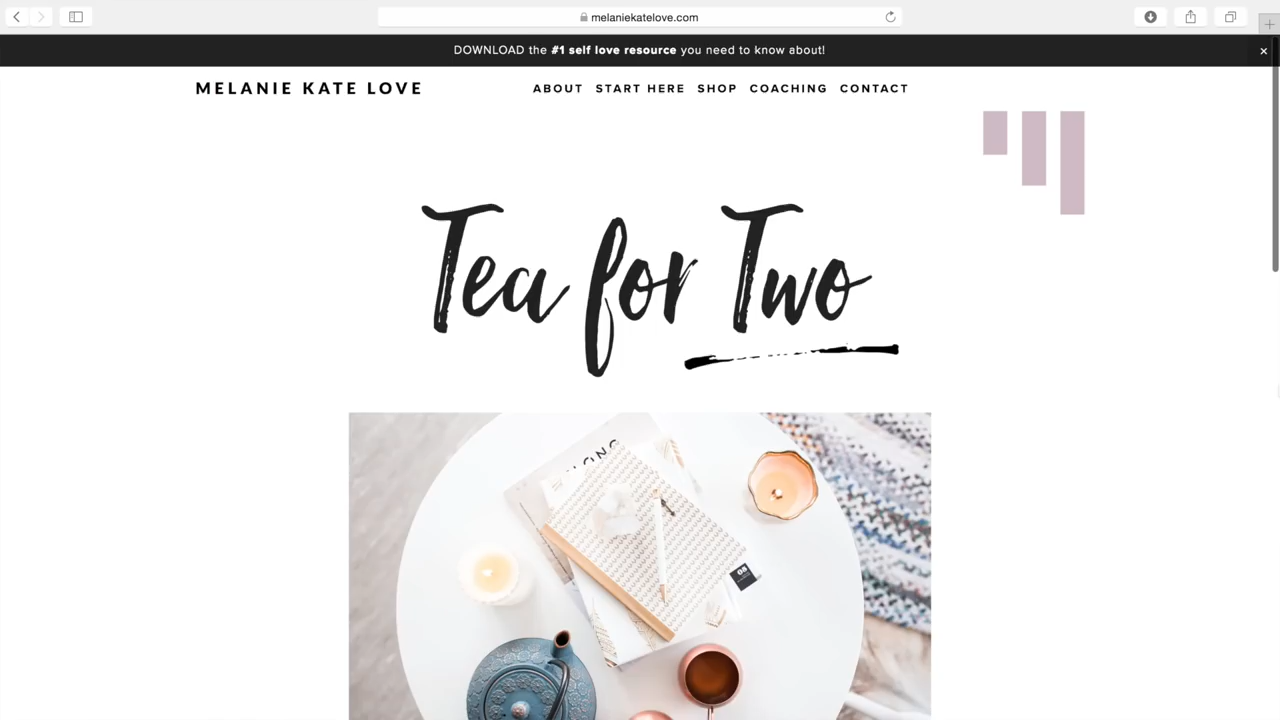 melaniekatelove.com
DOWNLOAD the #1 self love resource you need to know about!
MELANIE KATE LOVE
ABOUT START HERE SHOP COACHING CONTACT
Tea for Two
08